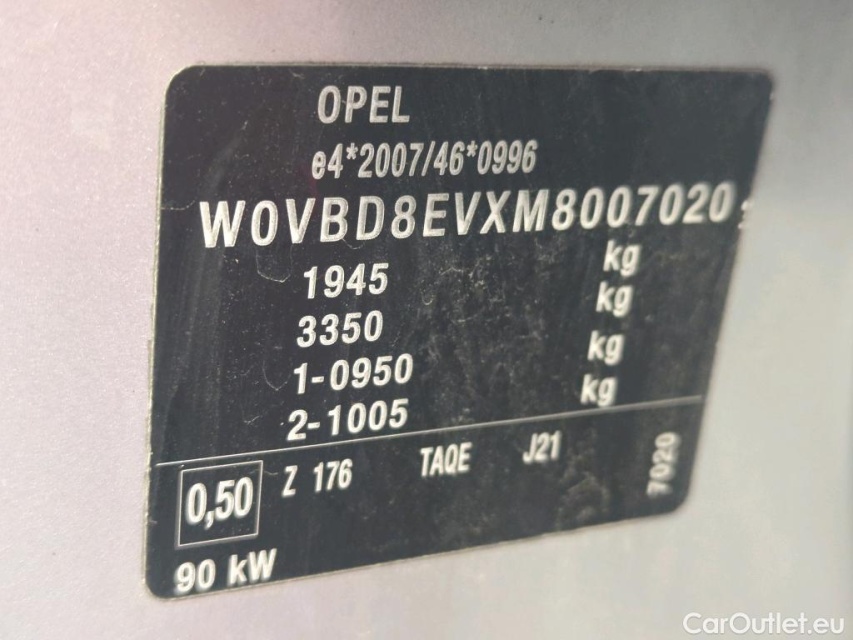 OPEL
e4*2007/46*0996
W0VBD8EVXM8007020
1945 kg
3350 kg
1-0950 kg
2-1005 kg
0,50 Z 176 TAQE J21 7020
90 kW
CarOutlet.eu